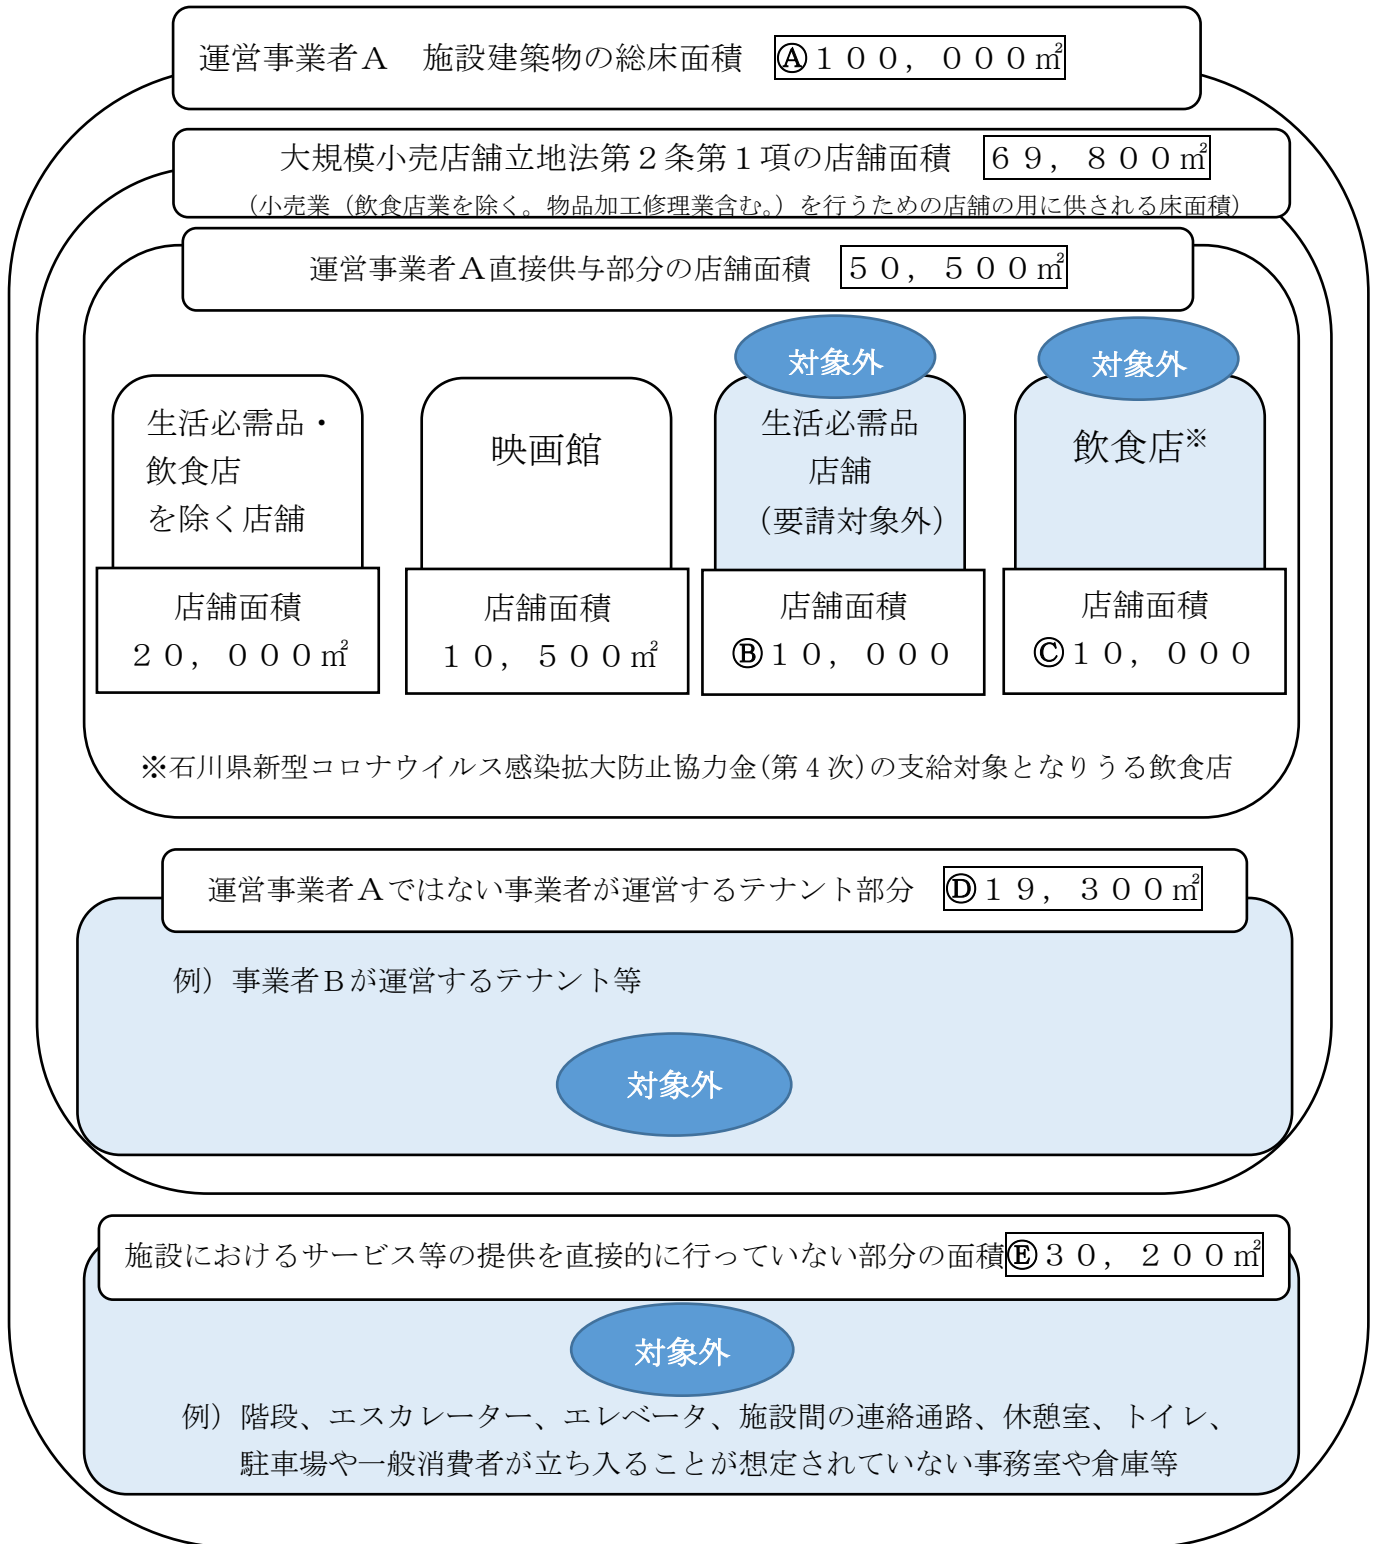 運営事業者A　施設建築物の総床面積　Ⓐ１００，０００㎡
大規模小売店舗立地法第２条第１項の店舗面積　６９，８００㎡
（小売業（飲食店業を除く。物品加工修理業含む。）を行うための店舗の用に供される床面積）
運営事業者A直接供与部分の店舗面積　５０，５００㎡
生活必需品・
飲食店
を除く店舗
店舗面積
２０，０００㎡
映画館
店舗面積
１０，５００㎡
対象外
生活必需品
店舗
（要請対象外）
店舗面積
Ⓑ１０，０００
対象外
飲食店※
店舗面積
Ⓒ１０，０００
※石川県新型コロナウイルス感染拡大防止協力金(第４次)の支給対象となりうる飲食店
運営事業者Aではない事業者が運営するテナント部分　Ⓓ１９，３００㎡
例）事業者Bが運営するテナント等
対象外
施設におけるサービス等の提供を直接的に行っていない部分の面積Ⓔ３０，２００㎡
対象外
例）階段、エスカレーター、エレベータ、施設間の連絡通路、休憩室、トイレ、
駐車場や一般消費者が立ち入ることが想定されていない事務室や倉庫等